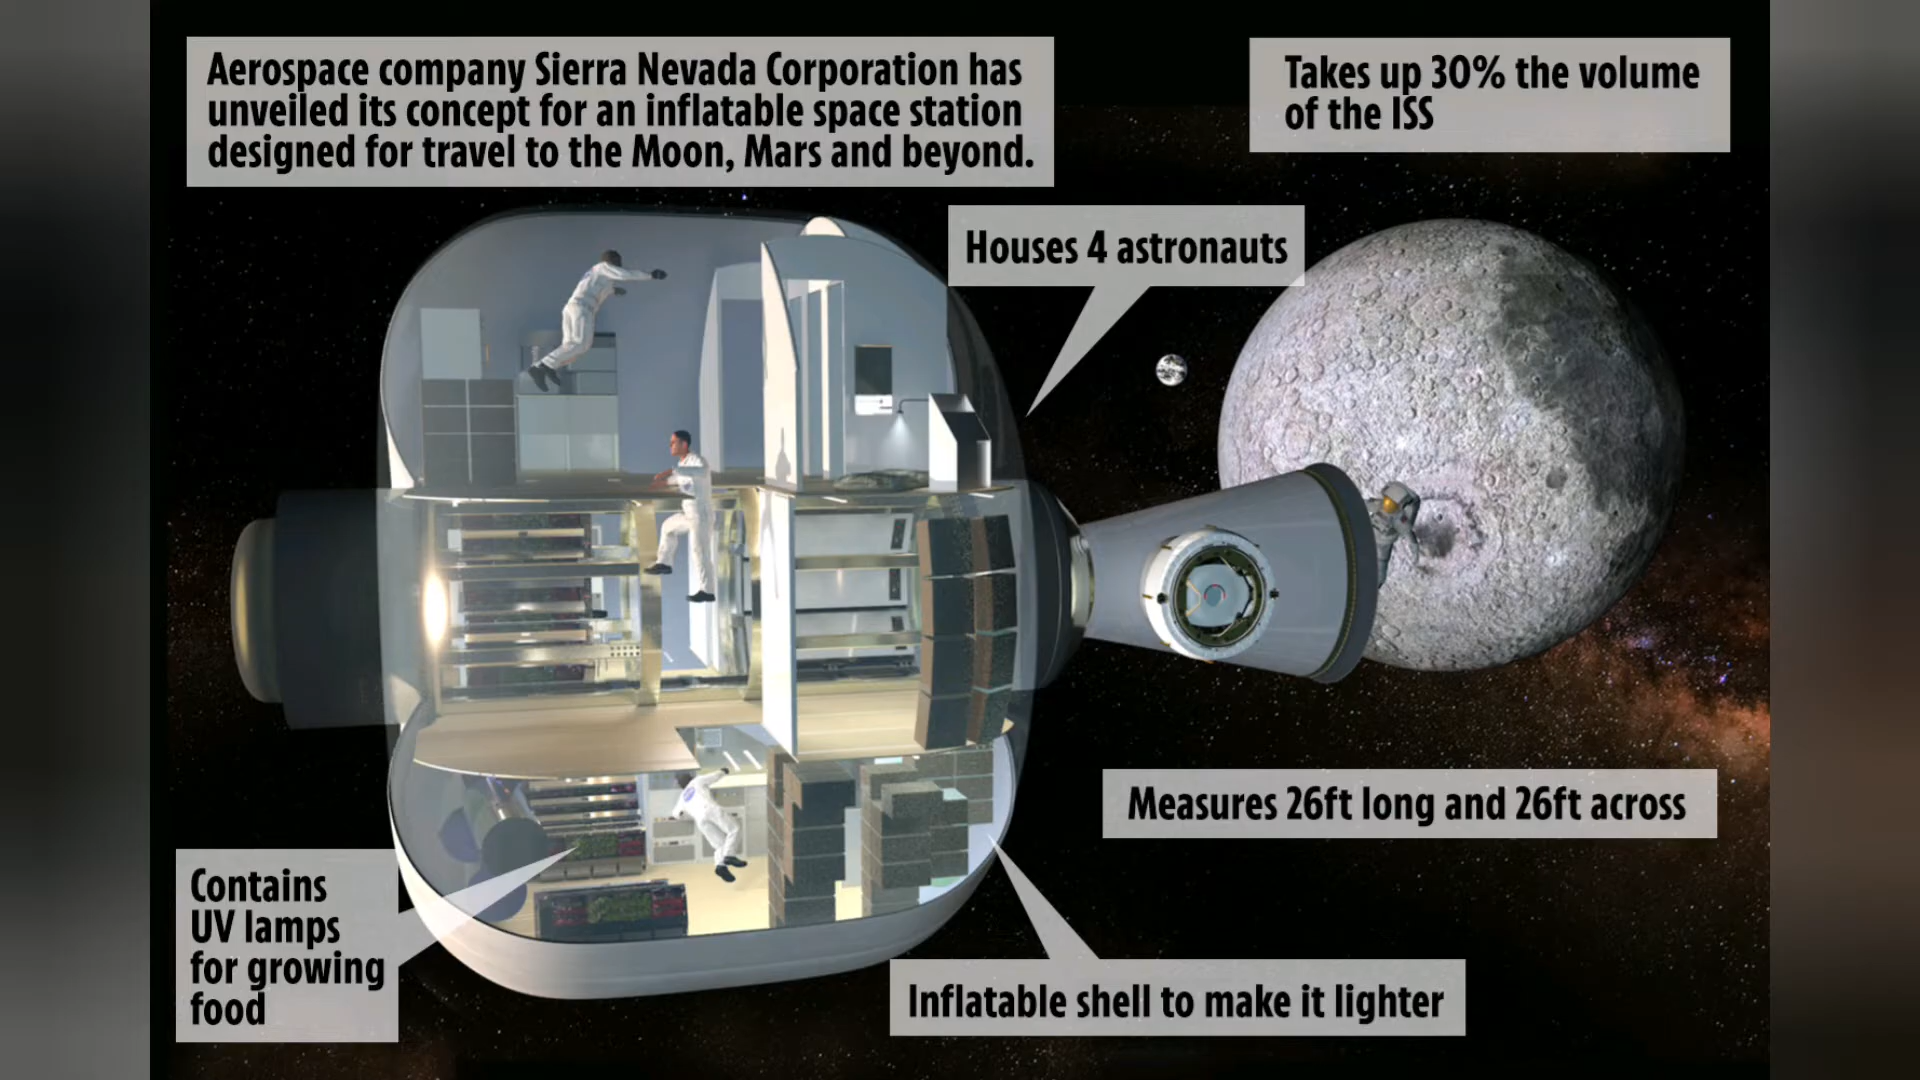 Aerospace company Sierra Nevada Corporation has
unveiled its concept for an inflatable space station
designed for travel to the Moon, Mars and beyond.
Takes up 30% the volume
of the ISS
Houses 4 astronauts
Measures 26ft long and 26ft across
Contains
UV lamps
for growing
food
Inflatable shell to make it lighter